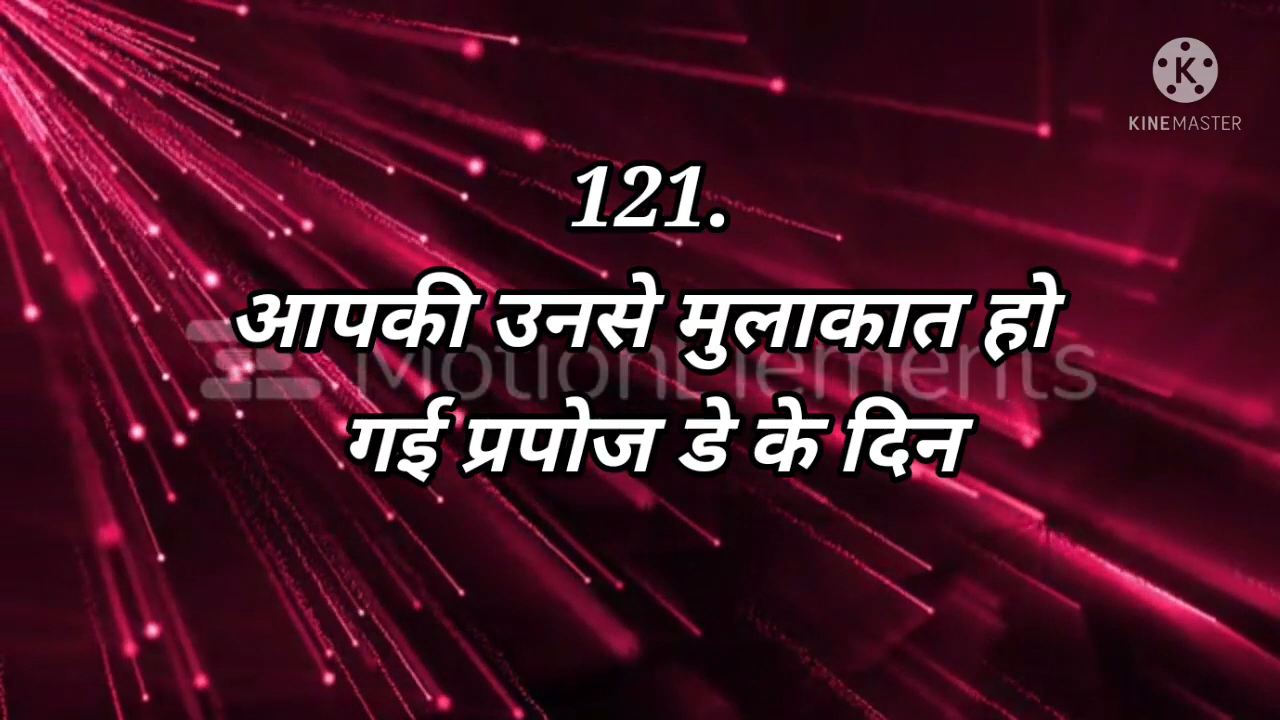 K
KINEMASTER
121.
आपकी उनसे मुलाकात हो
MotionElements
गई प्रपोज डे के दिन